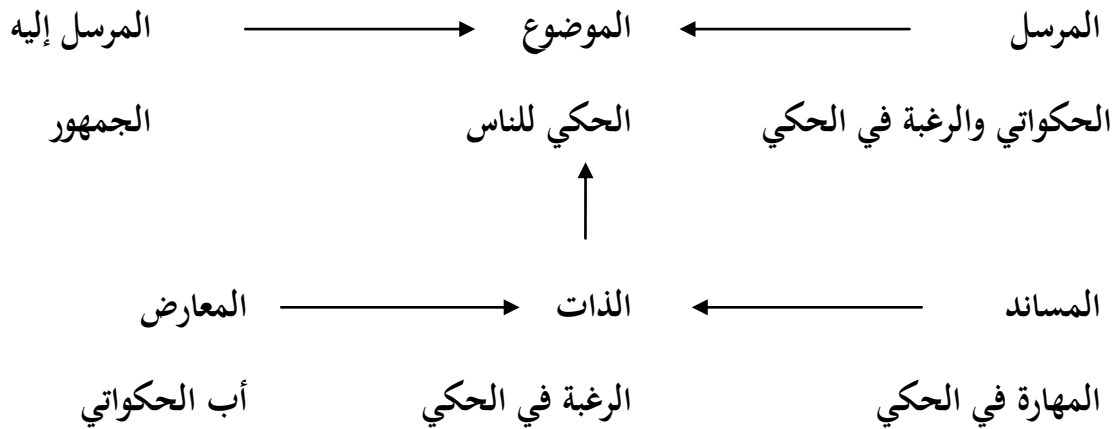 المرسل الموضوع المرسل إليه
الحكواتي والرغبة في الحكي الحكي للناس الجمهور
المساند الذات المعارض
المهارة في الحكي الرغبة في الحكي أب الحكواتي